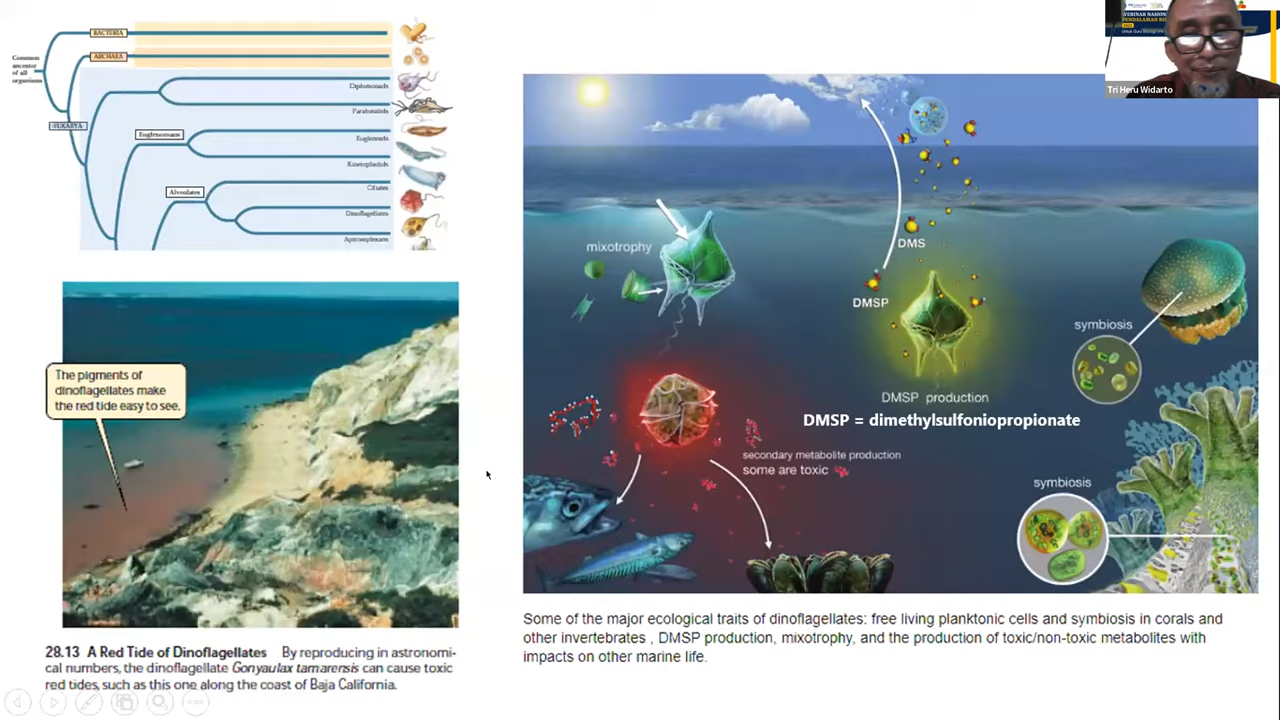 BACTERIA
Common
ancestor
of all
organisms
ARCHAEA
Diplomonads
Parabasalids
EUKARYA
Euglenozoans
Euglenoids
Kinetoplastids
Alveolates
Ciliates
Dinoflagellates
Apicomplexans
The pigments of
dinoflagellates make
the red tide easy to see.
28.13 A Red Tide of Dinoflagellates By reproducing in astronomi-
cal numbers, the dinoflagellate Gonyaulax tamarensis can cause toxic
red tides, such as this one along the coast of Baja California.
mixotrophy
DMS
DMSP
symbiosis
DMSP production
DMSP = dimethylsulfoniopropionate
secondary metabolite production
some are toxic
symbiosis
Some of the major ecological traits of dinoflagellates: free living planktonic cells and symbiosis in corals and
other invertebrates , DMSP production, mixotrophy, and the production of toxic/non-toxic metabolites with
impacts on other marine life.
WEBINAR NASIONAL
Tri Heru Widarto